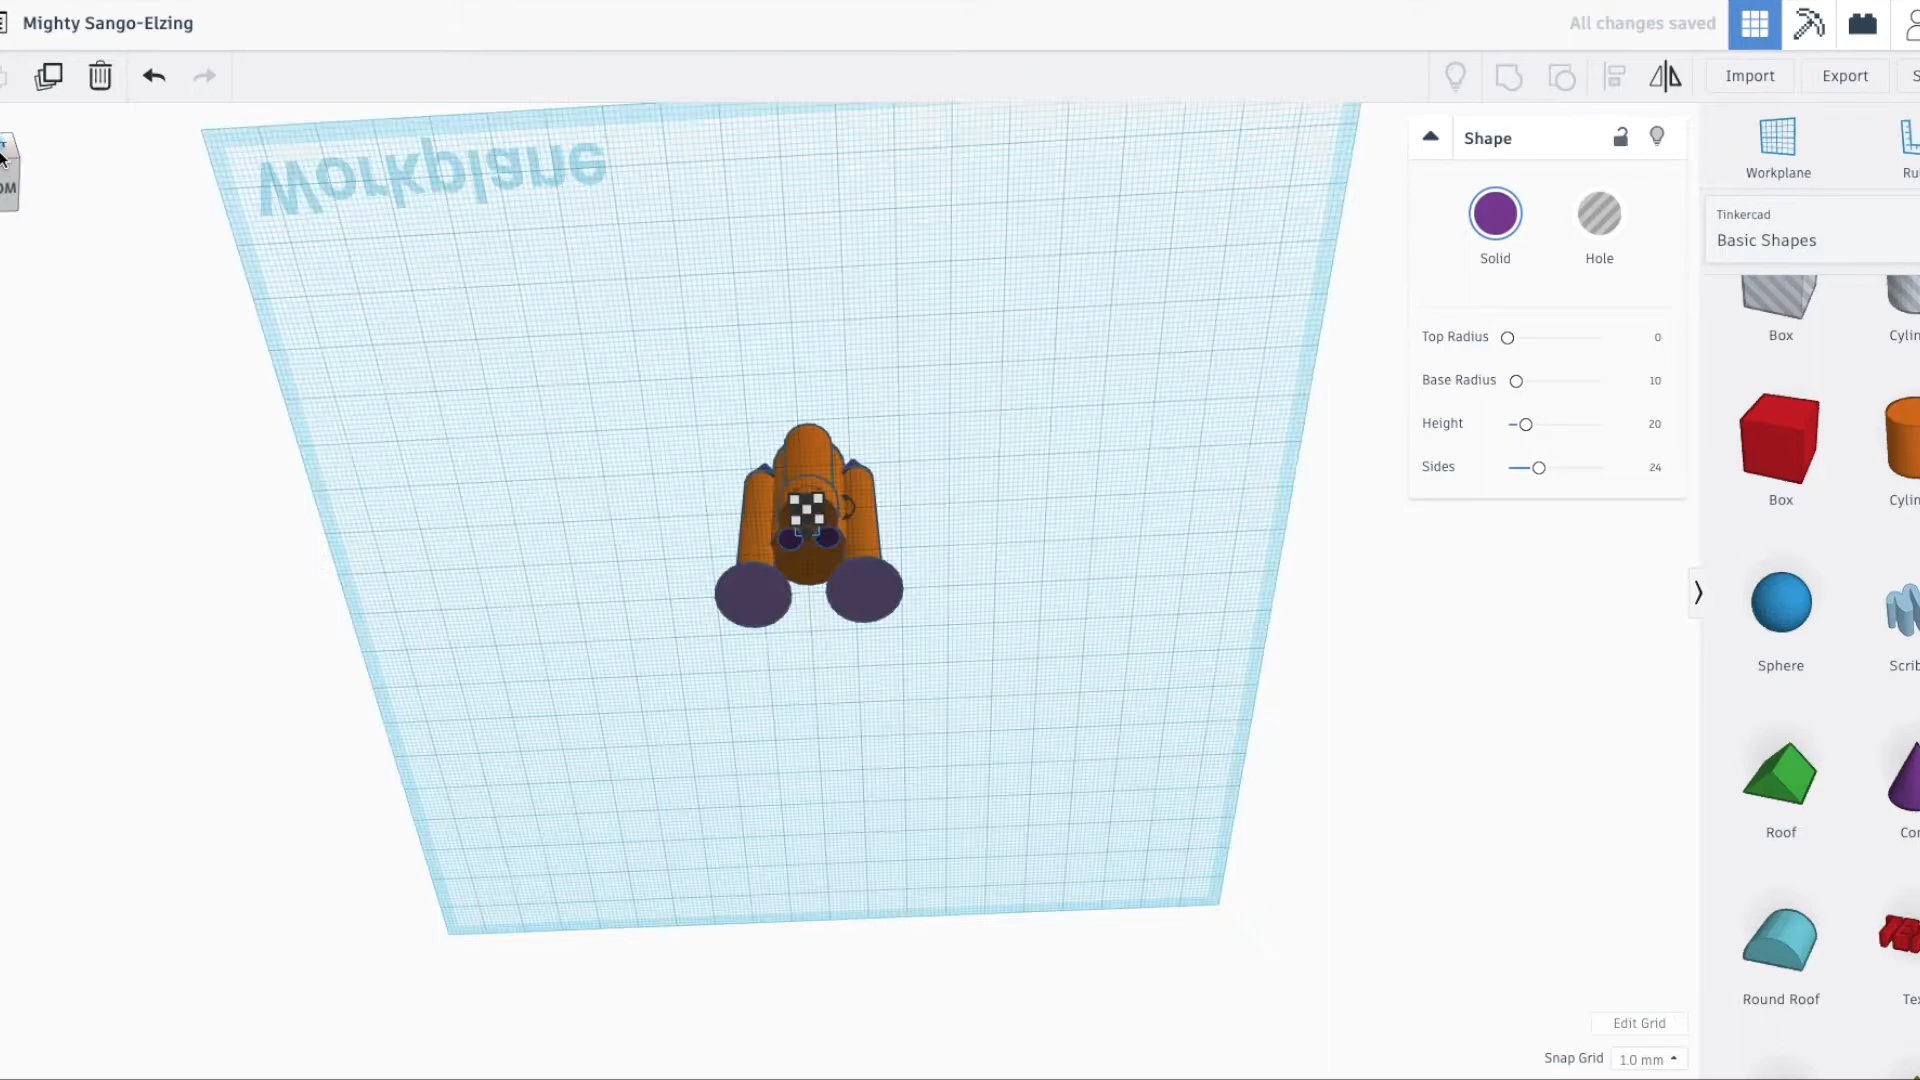 Mighty Sango-Elzing
All changes saved
Import
Export
Workplane
Shape
Solid
Hole
Top Radius 0
Base Radius 10
Height 20
Sides 24
Workplane
Tinkercad
Basic Shapes
Box
Box
Sphere
Roof
Round Roof
Edit Grid
Snap Grid 1.0 mm